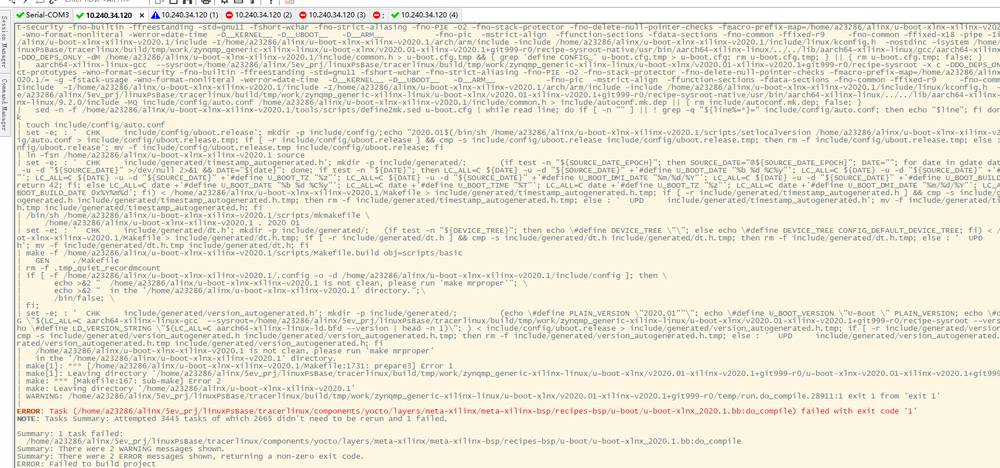 Enter host <Alt+R>
Session Manager
Command Manager
Serial-COM3
10.240.34.120 ×
10.240.34.120 (1)
10.240.34.120 (2)
10.240.34.120 (3)
;
10.240.34.120 (4)
t-security -fno-builtin -ffreestanding -std=gnu11 -fshort-wchar -fno-strict-aliasing -fno-PIE -O2 -fno-stack-protector -fno-delete-null-pointer-checks -fmacro-prefix-map=/home/a23286/alinx/u-boot-xlnx-xilinx-v202
-Wno-format-nonliteral -Werror=date-time -D__KERNEL__ -D__UBOOT__ -D__ARM__ -fno-pic -mstrict-align -ffunction-sections -fdata-sections -fno-common -ffixed-r9 -fno-common -ffixed-x18 -pipe -Ii
/alinx/u-boot-xlnx-xilinx-v2020.1/include -I/home/a23286/alinx/u-boot-xlnx-xilinx-v2020.1/arch/arm/include -include /home/a23286/alinx/u-boot-xlnx-xilinx-v2020.1/include/linux/kconfig.h -nostdinc -isystem /home/
inuxPsBase/tracerlinux/build/tmp/work/zynqmp_generic-xilinx-linux/u-boot-xlnx/v2020.01-xilinx-v2020.1+git999-r0/recipe-sysroot-native/usr/bin/aarch64-xilinx-linux/../../lib/aarch64-xilinx-linux/gcc/aarch64-xilinx
-DDO_DEPS_ONLY -dM /home/a23286/alinx/u-boot-xlnx-xilinx-v2020.1/include/common.h > u-boot.cfg.tmp && { grep 'define CONFIG_' u-boot.cfg.tmp > u-boot.cfg; rm u-boot.cfg.tmp; } || { rm u-boot.cfg.tmp; false; }
| aarch64-xilinx-linux-gcc --sysroot=/home/a23286/alinx/5ev_prj/linuxPsBase/tracerlinux/build/tmp/work/zynqmp_generic-xilinx-linux/u-boot-xlnx/v2020.01-xilinx-v2020.1+git999-r0/recipe-sysroot -x c -DDO_DEPS_ONLY
ct-prototypes -Wno-format-security -fno-builtin -ffreestanding -std=gnu11 -fshort-wchar -fno-strict-aliasing -fno-PIE -O2 -fno-stack-protector -fno-delete-null-pointer-checks -fmacro-prefix-map=/home/a23286/alinx
020.1/= -g -fstack-usage -Wno-format-nonliteral -Werror=date-time -D__KERNEL__ -D__UBOOT__ -D__ARM__ -fno-pic -mstrict-align -ffunction-sections -fdata-sections -fno-common -ffixed-r9 -fno-comm
Iinclude -I/home/a23286/alinx/u-boot-xlnx-xilinx-v2020.1/include -I/home/a23286/alinx/u-boot-xlnx-xilinx-v2020.1/arch/arm/include -include /home/a23286/alinx/u-boot-xlnx-xilinx-v2020.1/include/linux/kconfig.h -
e/a23286/alinx/5ev_prj/linuxPsBase/tracerlinux/build/tmp/work/zynqmp_generic-xilinx-linux/u-boot-xlnx/v2020.01-xilinx-v2020.1+git999-r0/recipe-sysroot-native/usr/bin/aarch64-xilinx-linux/../../lib/aarch64-xilinx-
nx-linux/9.2.0/include -MQ include/config/auto.conf /home/a23286/alinx/u-boot-xlnx-xilinx-v2020.1/include/common.h > include/autoconf.mk.dep || { rm include/autoconf.mk.dep; false; }
| sed -n -f /home/a23286/alinx/u-boot-xlnx-xilinx-v2020.1/tools/scripts/define2mk.sed u-boot.cfg | while read line; do if [ -n "" ] || ! grep -q "${line%=*}=" include/config/auto.conf; then echo "$line"; fi don
k
| touch include/config/auto.conf
| set -e; : ' CHK include/config/uboot.release'; mkdir -p include/config/;echo "2020.01$(/bin/sh /home/a23286/alinx/u-boot-xlnx-xilinx-v2020.1/scripts/setlocalversion /home/a23286/alinx/u-boot-xlnx-xilinx-v2020.
ig/auto.conf > include/config/uboot.release.tmp; if [ -r include/config/uboot.release ] && cmp -s include/config/uboot.release include/config/uboot.release.tmp; then rm -f include/config/uboot.release.tmp; else :
nfig/uboot.release'; mv -f include/config/uboot.release.tmp include/config/uboot.release; fi
| ln -fsn /home/a23286/alinx/u-boot-xlnx-xilinx-v2020.1 source
| set -e; : ' CHK include/generated/timestamp_autogenerated.h'; mkdir -p include/generated/; (if test -n "${SOURCE_DATE_EPOCH}"; then SOURCE_DATE="@${SOURCE_DATE_EPOCH}"; DATE=""; for date in gdate dat
-u -d "${SOURCE_DATE}" >/dev/null 2>&1 && DATE="${date}"; done; if test -n "${DATE}"; then LC_ALL=C ${DATE} -u -d "${SOURCE_DATE}" +'#define U_BOOT_DATE "%b %d %C%y"'; LC_ALL=C ${DATE} -u -d "${SOURCE_DATE}" +'#
"'; LC_ALL=C ${DATE} -u -d "${SOURCE_DATE}" +'#define U_BOOT_TZ "%z"'; LC_ALL=C ${DATE} -u -d "${SOURCE_DATE}" +'#define U_BOOT_DMI_DATE "%m/%d/%Y"'; LC_ALL=C ${DATE} -u -d "${SOURCE_DATE}" +'#define U_BOOT_BUILD
return 42; fi; else LC_ALL=C date +'#define U_BOOT_DATE "%b %d %C%y"'; LC_ALL=C date +'#define U_BOOT_TIME "%T"'; LC_ALL=C date +'#define U_BOOT_TZ "%z"'; LC_ALL=C date +'#define U_BOOT_DMI_DATE "%m/%d/%Y"'; LC_A
BOOT_BUILD_DATE 0x%Y%m%d'; fi) < /home/a23286/alinx/u-boot-xlnx-xilinx-v2020.1/Makefile > include/generated/timestamp_autogenerated.h.tmp; if [ -r include/generated/timestamp_autogenerated.h ] && cmp -s include/g
ogenerated.h include/generated/timestamp_autogenerated.h.tmp; then rm -f include/generated/timestamp_autogenerated.h.tmp; else : ' UPD include/generated/timestamp_autogenerated.h'; mv -f include/generated/ti
h.tmp include/generated/timestamp_autogenerated.h; fi
| /bin/sh /home/a23286/alinx/u-boot-xlnx-xilinx-v2020.1/scripts/mkmakefile \
| /home/a23286/alinx/u-boot-xlnx-xilinx-v2020.1 . 2020 01
| set -e; : ' CHK include/generated/dt.h'; mkdir -p include/generated/; (if test -n "${DEVICE_TREE}"; then echo \#define DEVICE_TREE \"\"; else echo \#define DEVICE_TREE CONFIG_DEFAULT_DEVICE_TREE; fi) < /
ot-xlnx-xilinx-v2020.1/Makefile > include/generated/dt.h.tmp; if [ -r include/generated/dt.h ] && cmp -s include/generated/dt.h include/generated/dt.h.tmp; then rm -f include/generated/dt.h.tmp; else : ' UPD
h'; mv -f include/generated/dt.h.tmp include/generated/dt.h; fi
| make -f /home/a23286/alinx/u-boot-xlnx-xilinx-v2020.1/scripts/Makefile.build obj=scripts/basic
| GEN ./Makefile
| rm -f .tmp_quiet_recordmcount
| if [ -f /home/a23286/alinx/u-boot-xlnx-xilinx-v2020.1/.config -o -d /home/a23286/alinx/u-boot-xlnx-xilinx-v2020.1/include/config ]; then \
| echo >&2 " /home/a23286/alinx/u-boot-xlnx-xilinx-v2020.1 is not clean, please run 'make mrproper'"; \
| echo >&2 " in the '/home/a23286/alinx/u-boot-xlnx-xilinx-v2020.1' directory.";\
| /bin/false; \
| fi;
| set -e; : ' CHK include/generated/version_autogenerated.h'; mkdir -p include/generated/; (echo \#define PLAIN_VERSION \"2020.01""\"; echo \#define U_BOOT_VERSION \"U-Boot \" PLAIN_VERSION; echo \#d
G \"$(LC_ALL=C aarch64-xilinx-linux-gcc --sysroot=/home/a23286/alinx/5ev_prj/linuxPsBase/tracerlinux/build/tmp/work/zynqmp_generic-xilinx-linux/u-boot-xlnx/v2020.01-xilinx-v2020.1+git999-r0/recipe-sysroot --vers
ho \#define LD_VERSION_STRING \"$(LC_ALL=C aarch64-xilinx-linux-ld.bfd --version | head -n 1)\"; ) < include/config/uboot.release > include/generated/version_autogenerated.h.tmp; if [ -r include/generated/version
cmp -s include/generated/version_autogenerated.h include/generated/version_autogenerated.h.tmp; then rm -f include/generated/version_autogenerated.h.tmp; else : ' UPD include/generated/version_autogenerated.
rated/version_autogenerated.h.tmp include/generated/version_autogenerated.h; fi
| /home/a23286/alinx/u-boot-xlnx-xilinx-v2020.1 is not clean, please run 'make mrproper'
| in the '/home/a23286/alinx/u-boot-xlnx-xilinx-v2020.1' directory.
| make[1]: *** [/home/a23286/alinx/u-boot-xlnx-xilinx-v2020.1/Makefile:1731: prepare3] Error 1
| make[1]: Leaving directory '/home/a23286/alinx/5ev_prj/linuxPsBase/tracerlinux/build/tmp/work/zynqmp_generic-xilinx-linux/u-boot-xlnx/v2020.01-xilinx-v2020.1+git999-r0/u-boot-xlnx-v2020.01-xilinx-v2020.1+git999
| make: *** [Makefile:167: sub-make] Error 2
| make: Leaving directory '/home/a23286/alinx/u-boot-xlnx-xilinx-v2020.1'
| WARNING: /home/a23286/alinx/5ev_prj/linuxPsBase/tracerlinux/build/tmp/work/zynqmp_generic-xilinx-linux/u-boot-xlnx/v2020.01-xilinx-v2020.1+git999-r0/temp/run.do_compile.28911:1 exit 1 from 'exit 1'
|
ERROR: Task (/home/a23286/alinx/5ev_prj/linuxPsBase/tracerlinux/components/yocto/layers/meta-xilinx/meta-xilinx-bsp/recipes-bsp/u-boot/u-boot-xlnx_2020.1.bb:do_compile) failed with exit code '1'
NOTE: Tasks Summary: Attempted 3445 tasks of which 2665 didn't need to be rerun and 1 failed.
Summary: 1 task failed:
/home/a23286/alinx/5ev_prj/linuxPsBase/tracerlinux/components/yocto/layers/meta-xilinx/meta-xilinx-bsp/recipes-bsp/u-boot/u-boot-xlnx_2020.1.bb:do_compile
Summary: There were 2 WARNING messages shown.
Summary: There were 2 ERROR messages shown, returning a non-zero exit code.
ERROR: Failed to build project